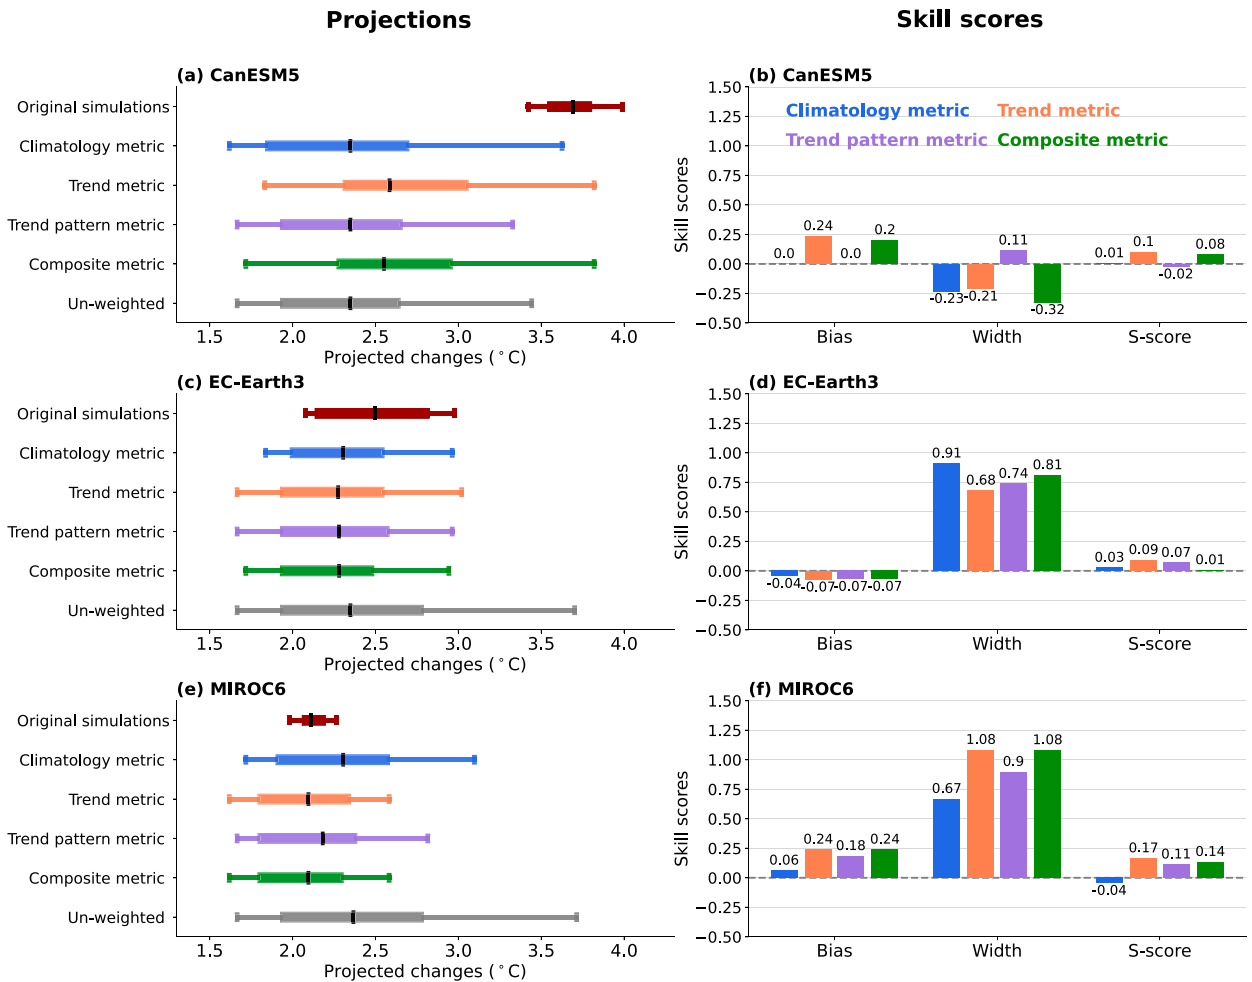 Projections
Skill scores
(a) CanESM5
Original simulations
Climatology metric
Trend metric
Trend pattern metric
Composite metric
Un-weighted
1.5 2.0 2.5 3.0 3.5 4.0
Projected changes (°C)
(b) CanESM5
Climatology metric Trend metric
Trend pattern metric Composite metric
Skill scores
1.50
1.25
1.00
0.75
0.50
0.25
0.00
−0.25
−0.50
0.0 0.24 0.0 0.2
-0.23 -0.21 0.11 -0.32
0.01 0.1 -0.02 0.08
Bias Width S-score
(c) EC-Earth3
Original simulations
Climatology metric
Trend metric
Trend pattern metric
Composite metric
Un-weighted
1.5 2.0 2.5 3.0 3.5 4.0
Projected changes (°C)
(d) EC-Earth3
Skill scores
1.50
1.25
1.00
0.75
0.50
0.25
0.00
−0.25
−0.50
-0.04 -0.07 -0.07 -0.07
0.91 0.68 0.74 0.81
0.03 0.09 0.07 0.01
Bias Width S-score
(e) MIROC6
Original simulations
Climatology metric
Trend metric
Trend pattern metric
Composite metric
Un-weighted
1.5 2.0 2.5 3.0 3.5 4.0
Projected changes (°C)
(f) MIROC6
Skill scores
1.50
1.25
1.00
0.75
0.50
0.25
0.00
−0.25
−0.50
0.06 0.24 0.18 0.24
0.67 1.08 0.9 1.08
-0.04 0.17 0.11 0.14
Bias Width S-score